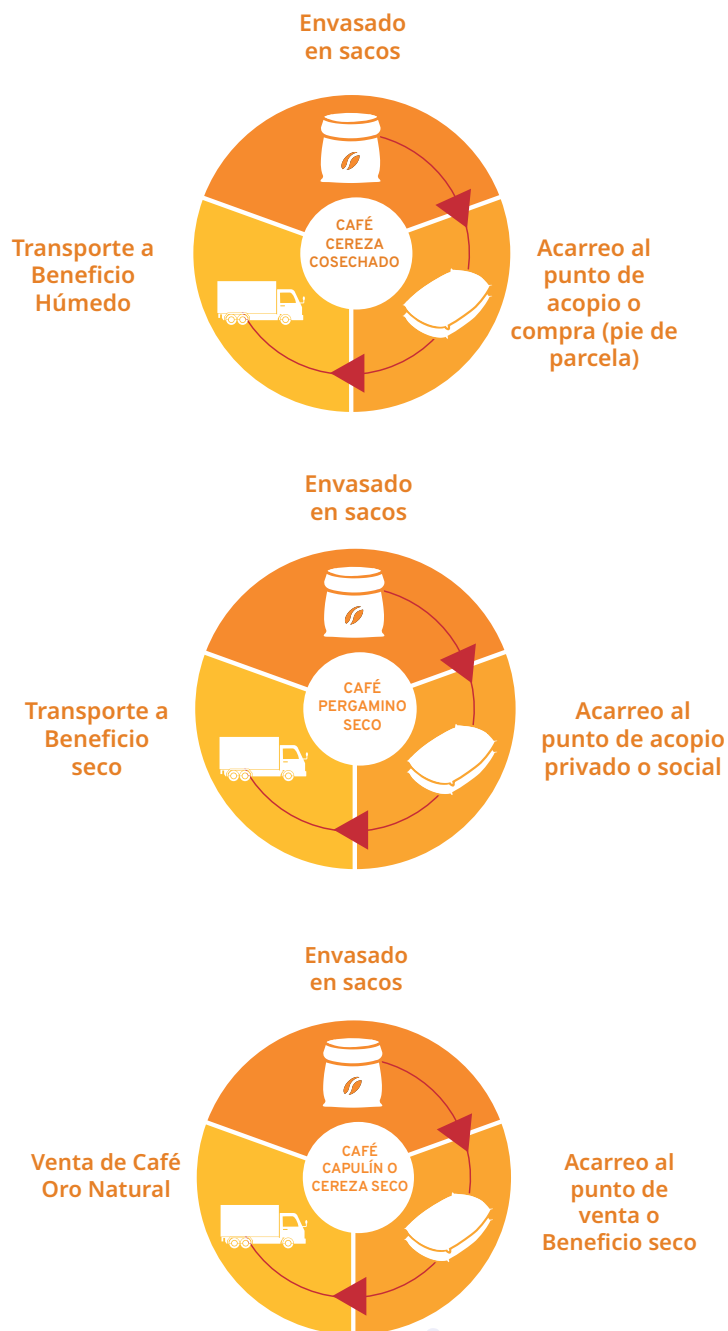 Envasado
en sacos
CAFÉ
CEREZA
COSECHADO
Transporte a
Beneficio
Húmedo
Acarreo al
punto de
acopio o
compra (pie de
parcela)
Envasado
en sacos
CAFÉ
PERGAMINO
SECO
Transporte a
Beneficio
seco
Acarreo al
punto de acopio
privado o social
Envasado
en sacos
CAFÉ
CAPULÍN O
CEREZA SECO
Venta de Café
Oro Natural
Acarreo al
punto de
venta o
Beneficio seco